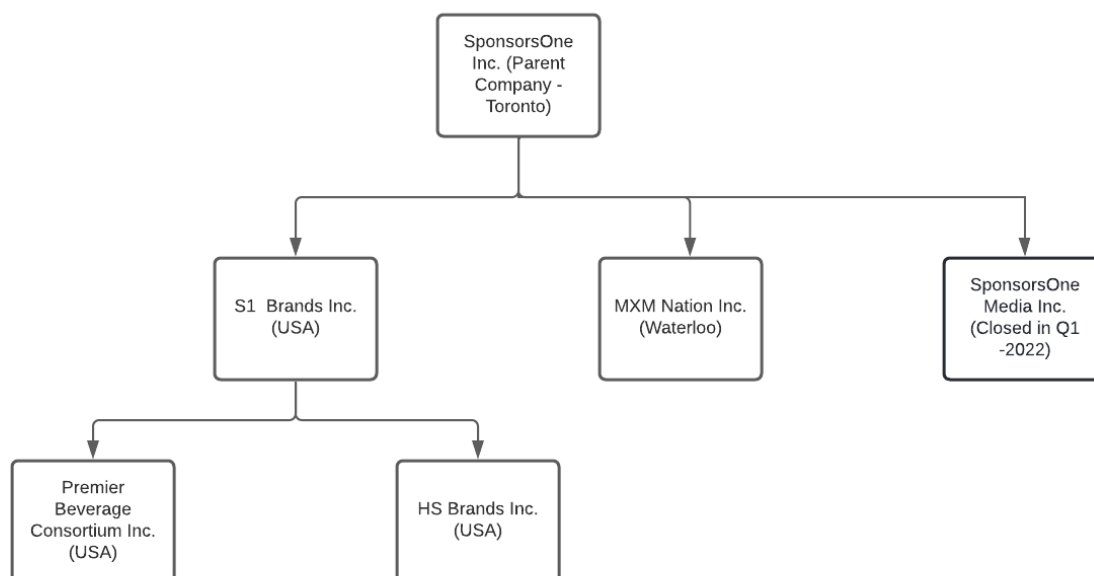 SponsorsOne
Inc. (Parent
Company -
Toronto)
S1  Brands Inc.
(USA)
MXM Nation Inc.
(Waterloo)
SponsorsOne
Media Inc.
(Closed in Q1
-2022)
Premier
Beverage
Consortium Inc.
(USA)
HS Brands Inc.
(USA)